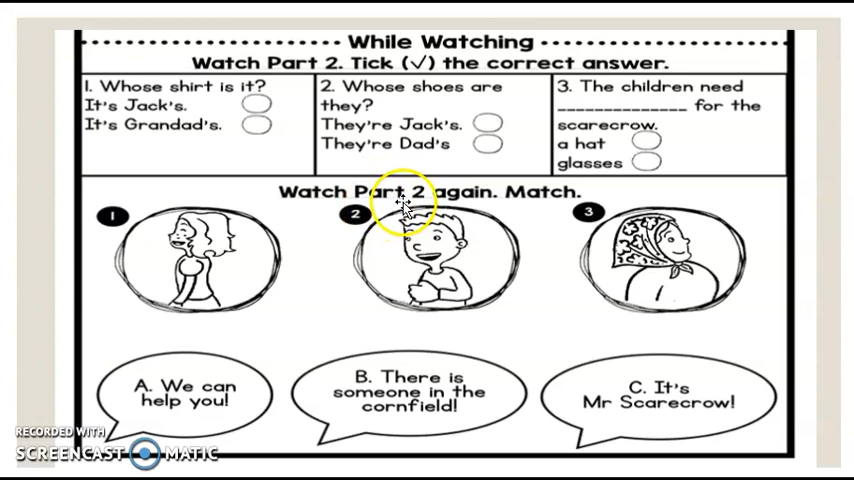 While Watching
Watch Part 2. Tick (√) the correct answer.
1. Whose shirt is it?
It's Jack's.
It's Grandad's.
2. Whose shoes are
they?
They're Jack's.
They're Dad's
3. The children need
______________ for the
scarecrow.
a hat
glasses
Watch Part 2 again. Match.
1
2
3
A. We can
help you!
B. There is
someone in the
cornfield!
C. It's
Mr Scarecrow!
RECORDED WITH
SCREENCAST MATIC